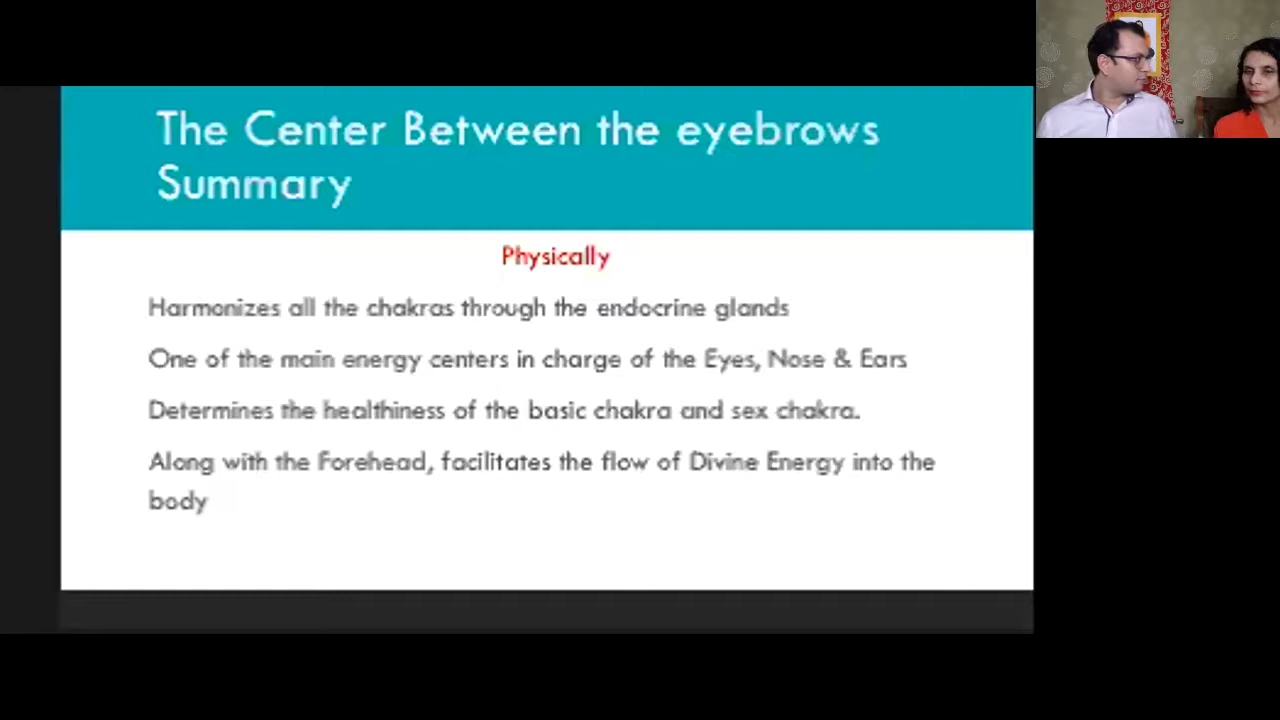 The Center Between the eyebrows
Summary
Physically
Harmonizes all the chakras through the endocrine glands
One of the main energy centers in charge of the Eyes, Nose & Ears
Determines the healthiness of the basic chakra and sex chakra.
Along with the Forehead, facilitates the flow of Divine Energy into the
body